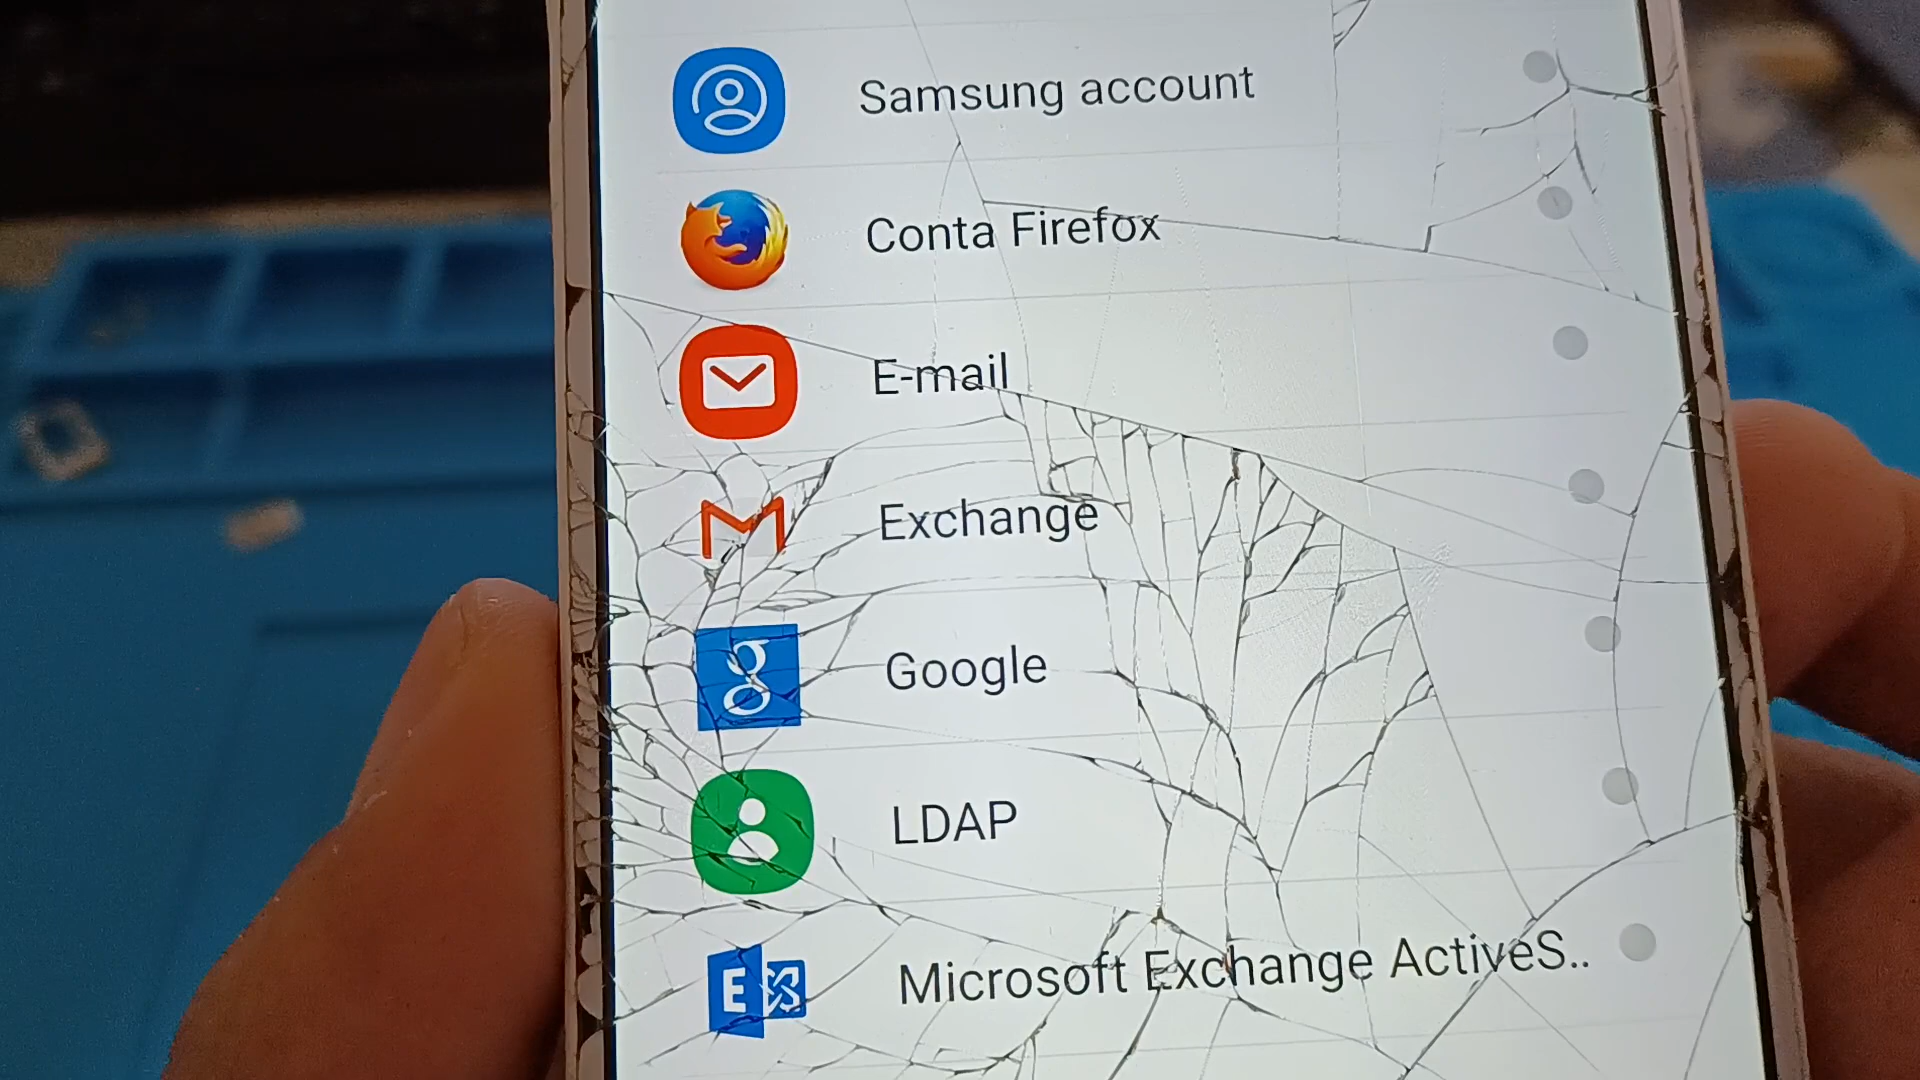 Samsung account
Conta Firefox
E-mail
Exchange
Google
LDAP
Microsoft Exchange ActiveS..